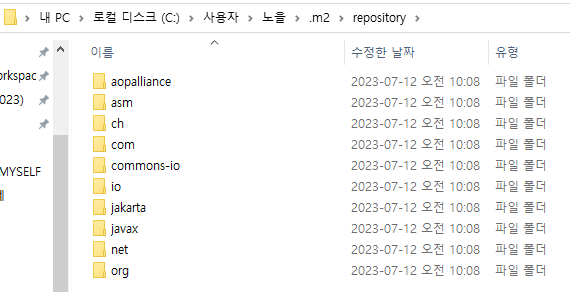 내 PC > 로컬 디스크 (C:) > 사용자 > 노을 > .m2 > repository >
이름 수정한 날짜 유형
aopalliance 2023-07-12 오전 10:08 파일 폴더
orkspac asm 2023-07-12 오전 10:08 파일 폴더
023) ch 2023-07-12 오전 10:08 파일 폴더
com 2023-07-12 오전 10:08 파일 폴더
commons-io 2023-07-12 오전 10:08 파일 폴더
MYSELF io 2023-07-12 오전 10:08 파일 폴더
jakarta 2023-07-12 오전 10:08 파일 폴더
javax 2023-07-12 오전 10:08 파일 폴더
net 2023-07-12 오전 10:08 파일 폴더
org 2023-07-12 오전 10:08 파일 폴더